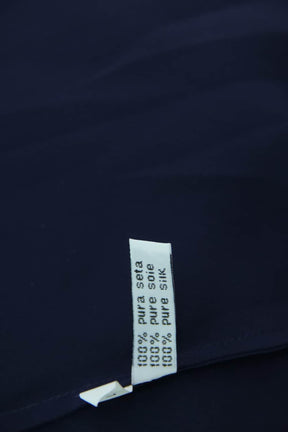 100% pura seta
100% pure soie
100% pure silk